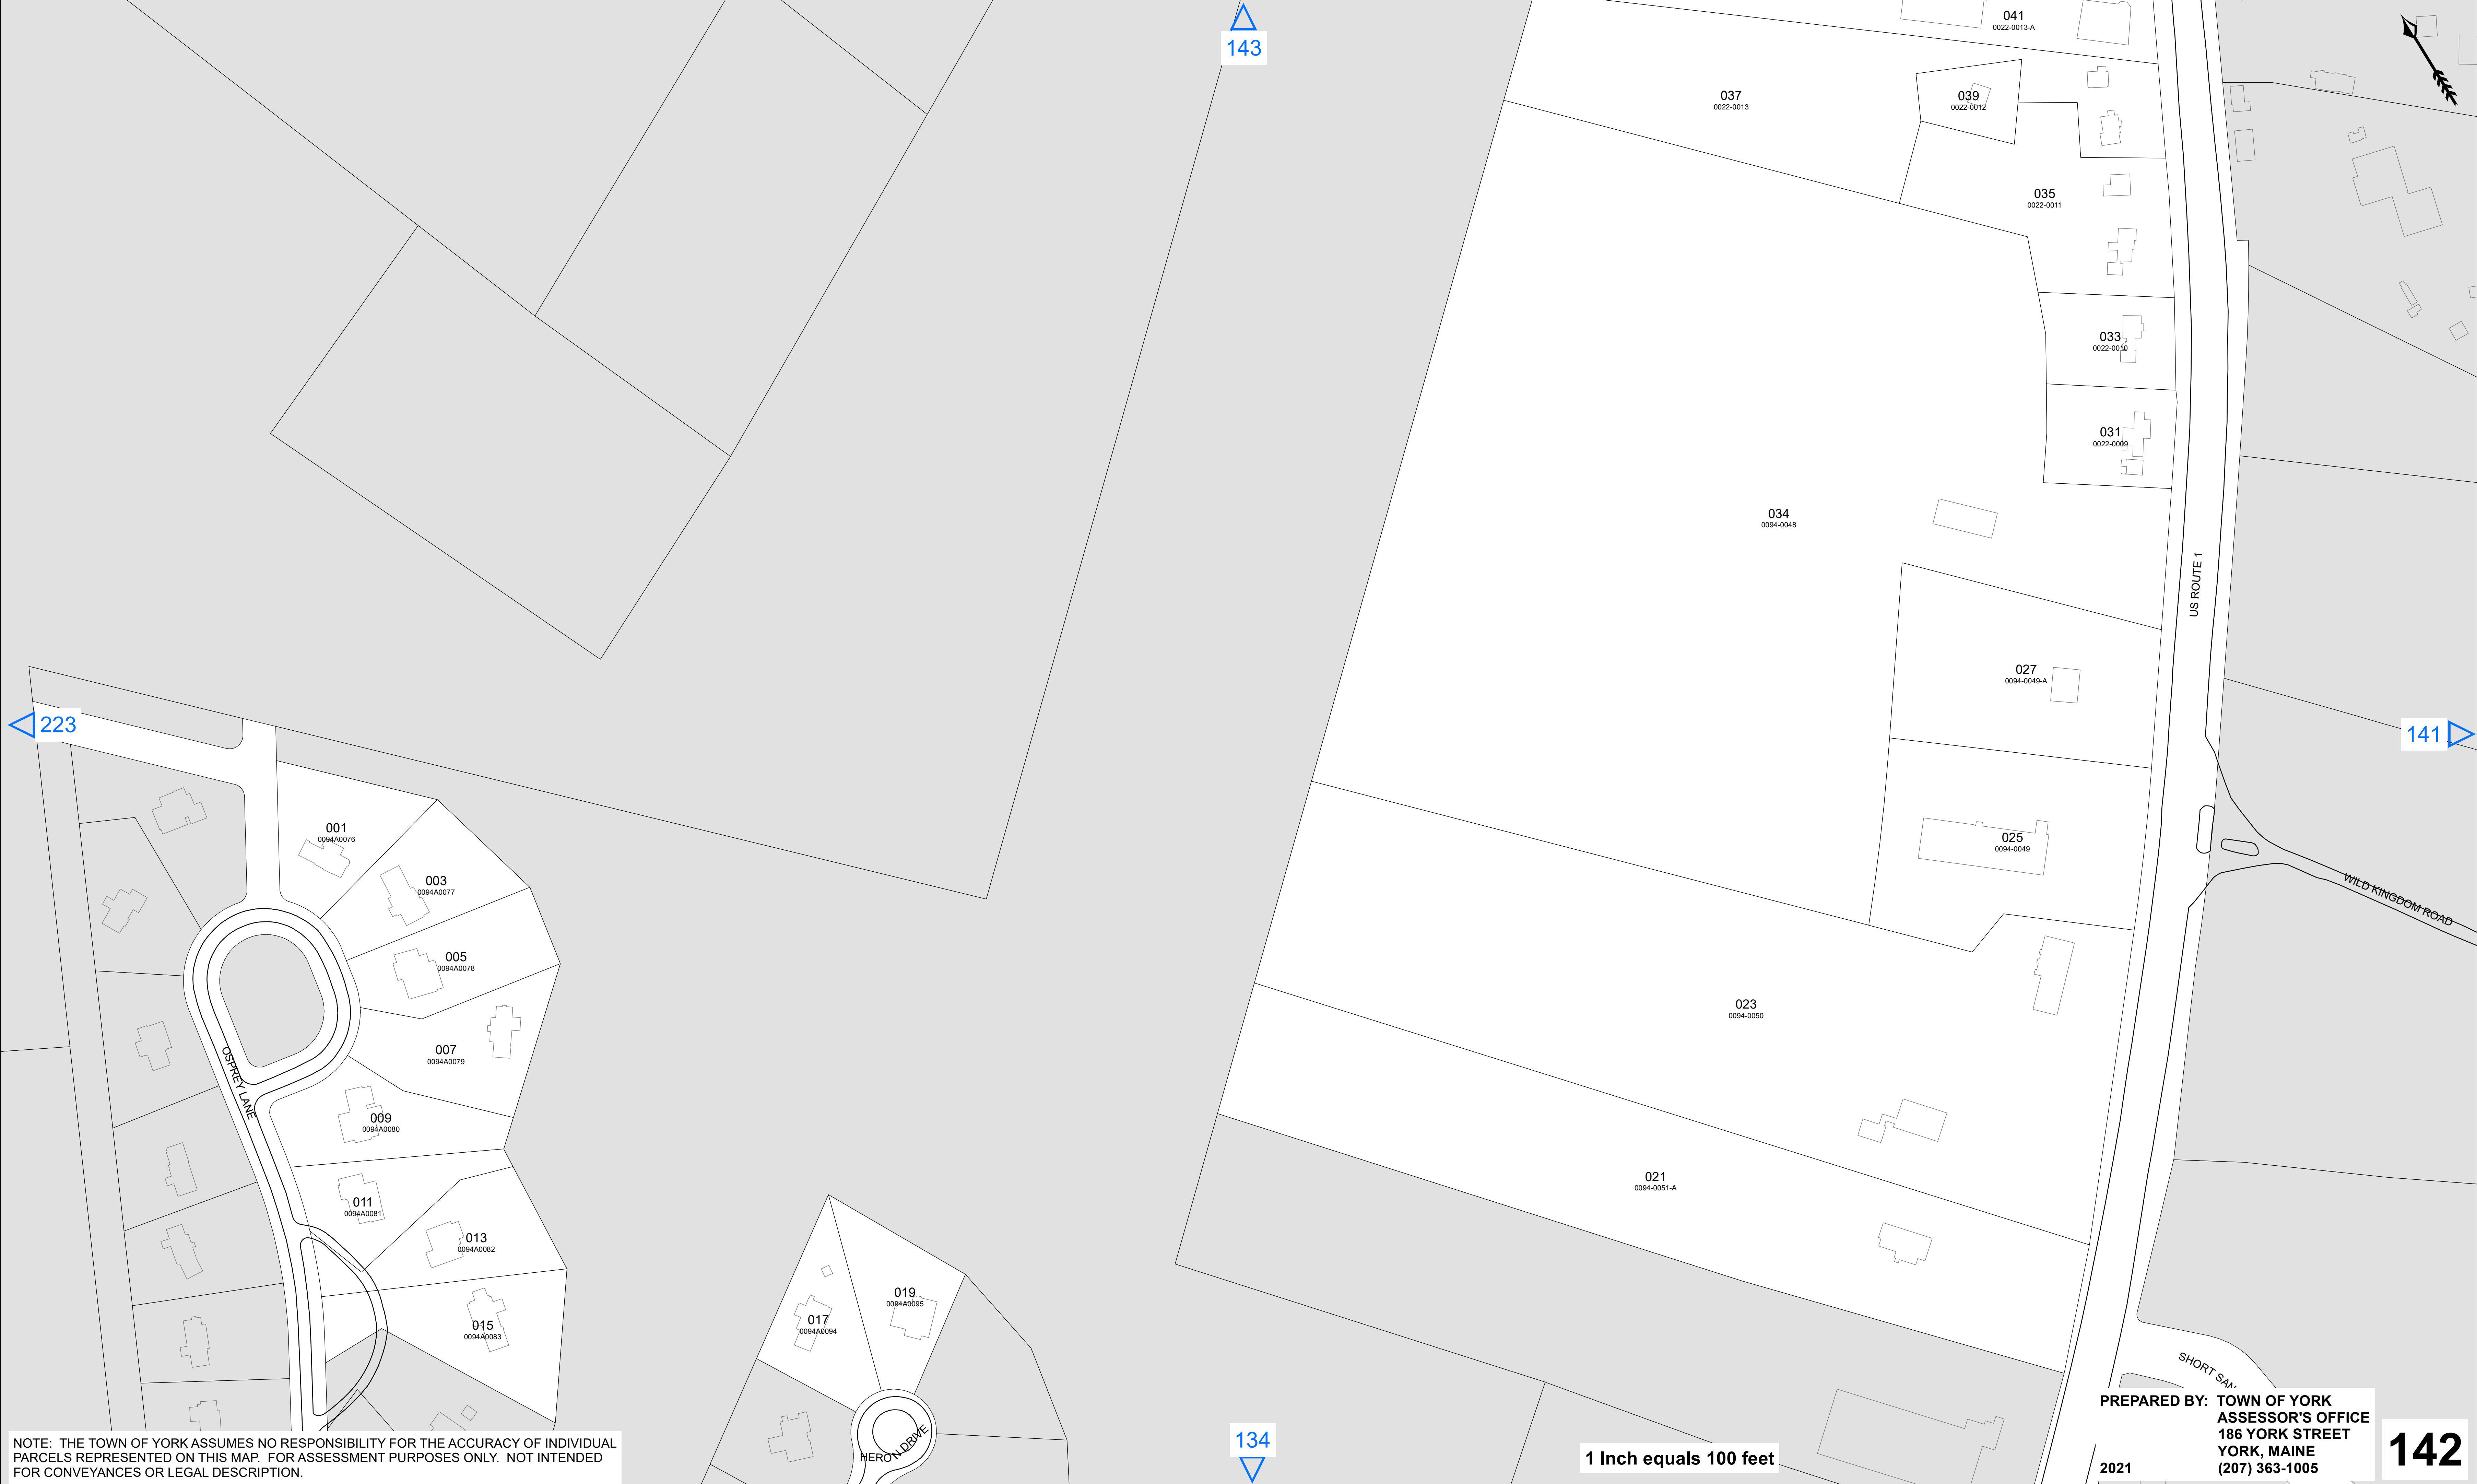 143
041
0022-0013-A
037
0022-0013
039
0022-0012
035
0022-0011
033
0022-0010
031
0022-0009
034
0094-0048
US ROUTE 1
027
0094-0049-A
223
141
001
0094A0076
025
0094-0049
003
0094A0077
WILD KINGDOM ROAD
005
0094A0078
023
0094-0050
007
0094A0079
OSPREY LANE
009
0094A0080
021
0094-0051-A
011
0094A0081
013
0094A0082
019
0094A0095
017
0094A0094
015
0094A0083
SHORT SAN
HERON DRIVE
134
1 Inch equals 100 feet
NOTE: THE TOWN OF YORK ASSUMES NO RESPONSIBILITY FOR THE ACCURACY OF INDIVIDUAL
PARCELS REPRESENTED ON THIS MAP. FOR ASSESSMENT PURPOSES ONLY. NOT INTENDED
FOR CONVEYANCES OR LEGAL DESCRIPTION.
PREPARED BY: TOWN OF YORK
ASSESSOR'S OFFICE
186 YORK STREET
YORK, MAINE
2021 (207) 363-1005
142